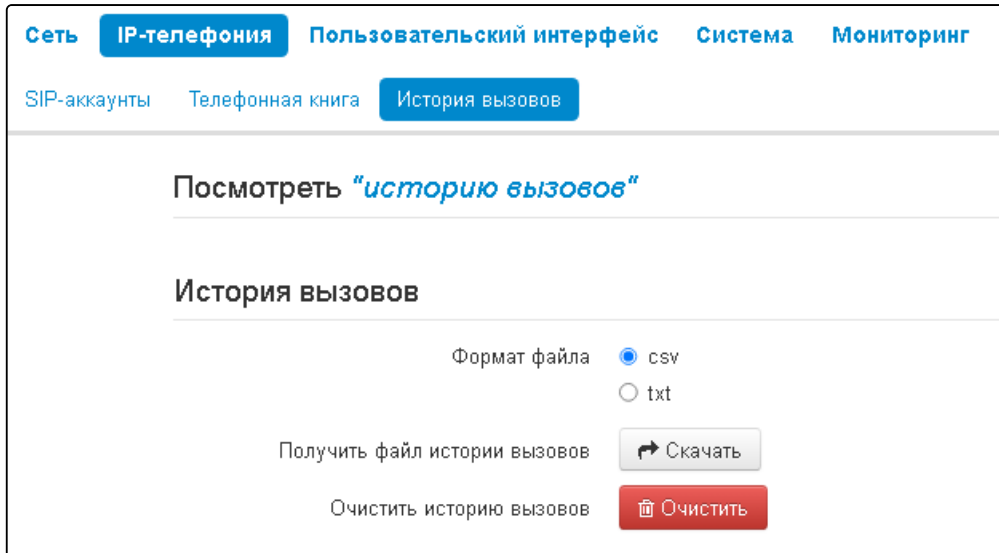 Сеть IP-телефония Пользовательский интерфейс Система Мониторинг
SIP-аккаунты Телефонная книга История вызовов
Посмотреть "историю вызовов"
История вызовов
Формат файла csv
txt
Получить файл истории вызовов Скачать
Очистить историю вызовов Очистить